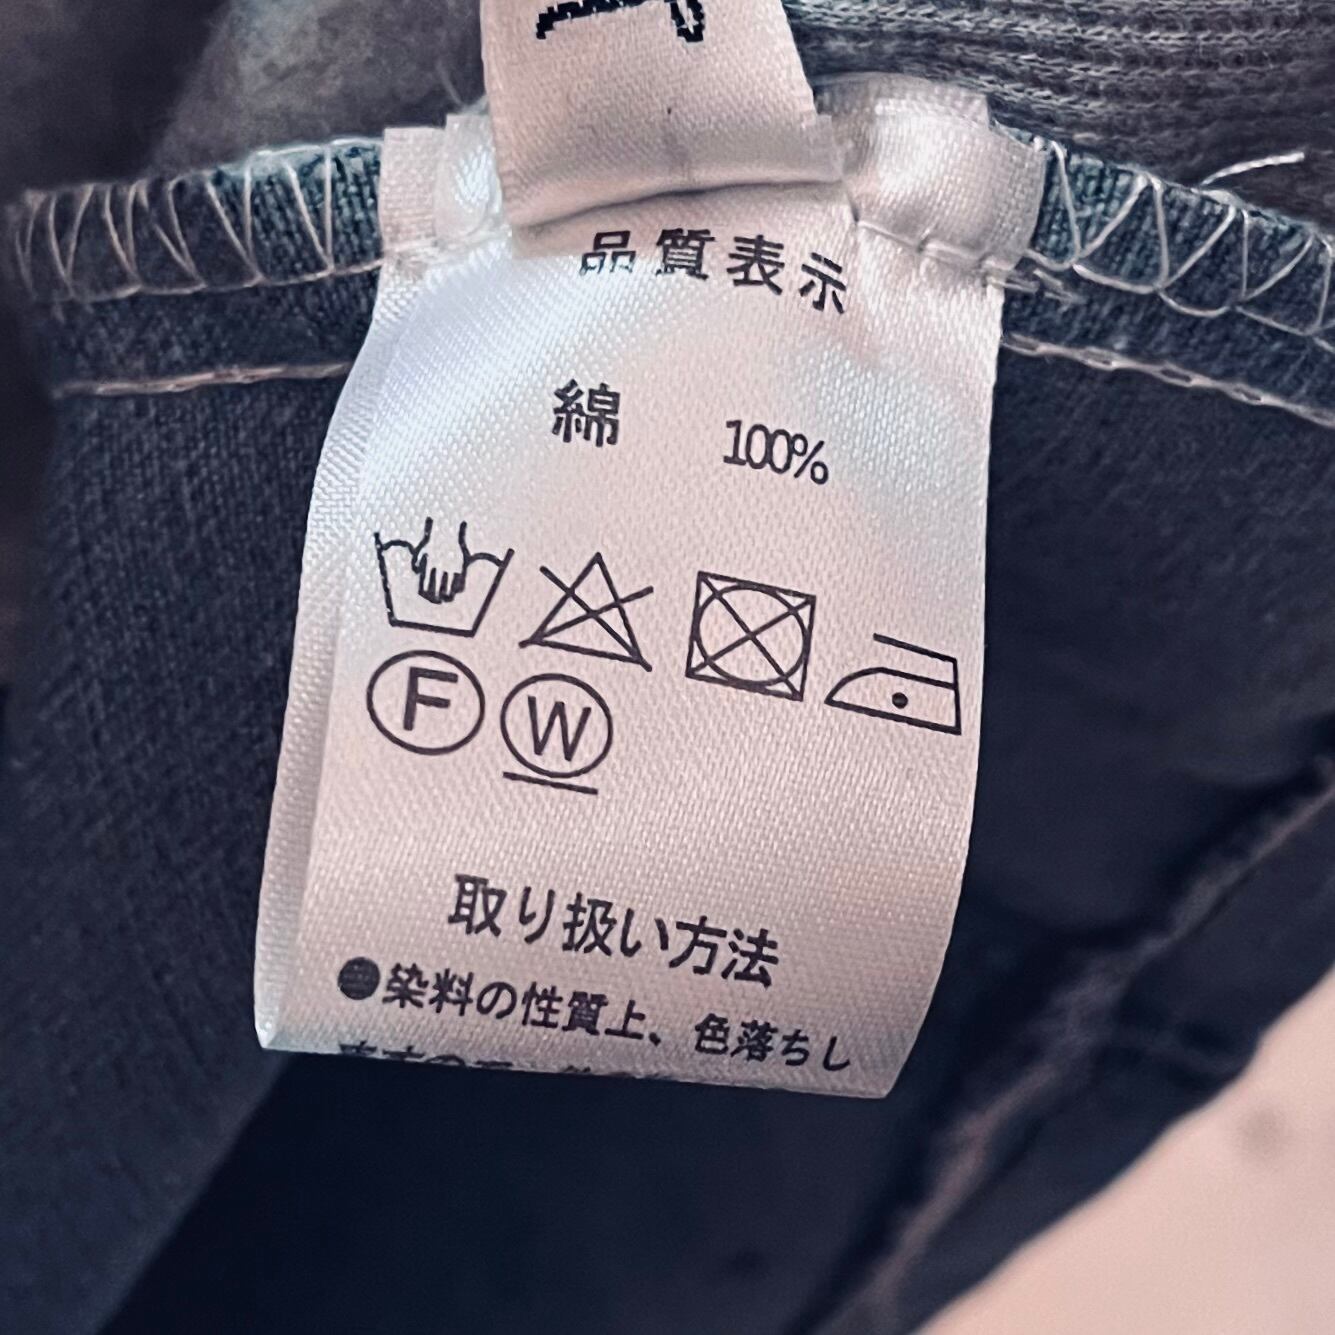 品質表示
綿 100%
F W
取り扱い方法
●染料の性質上、色落ちし